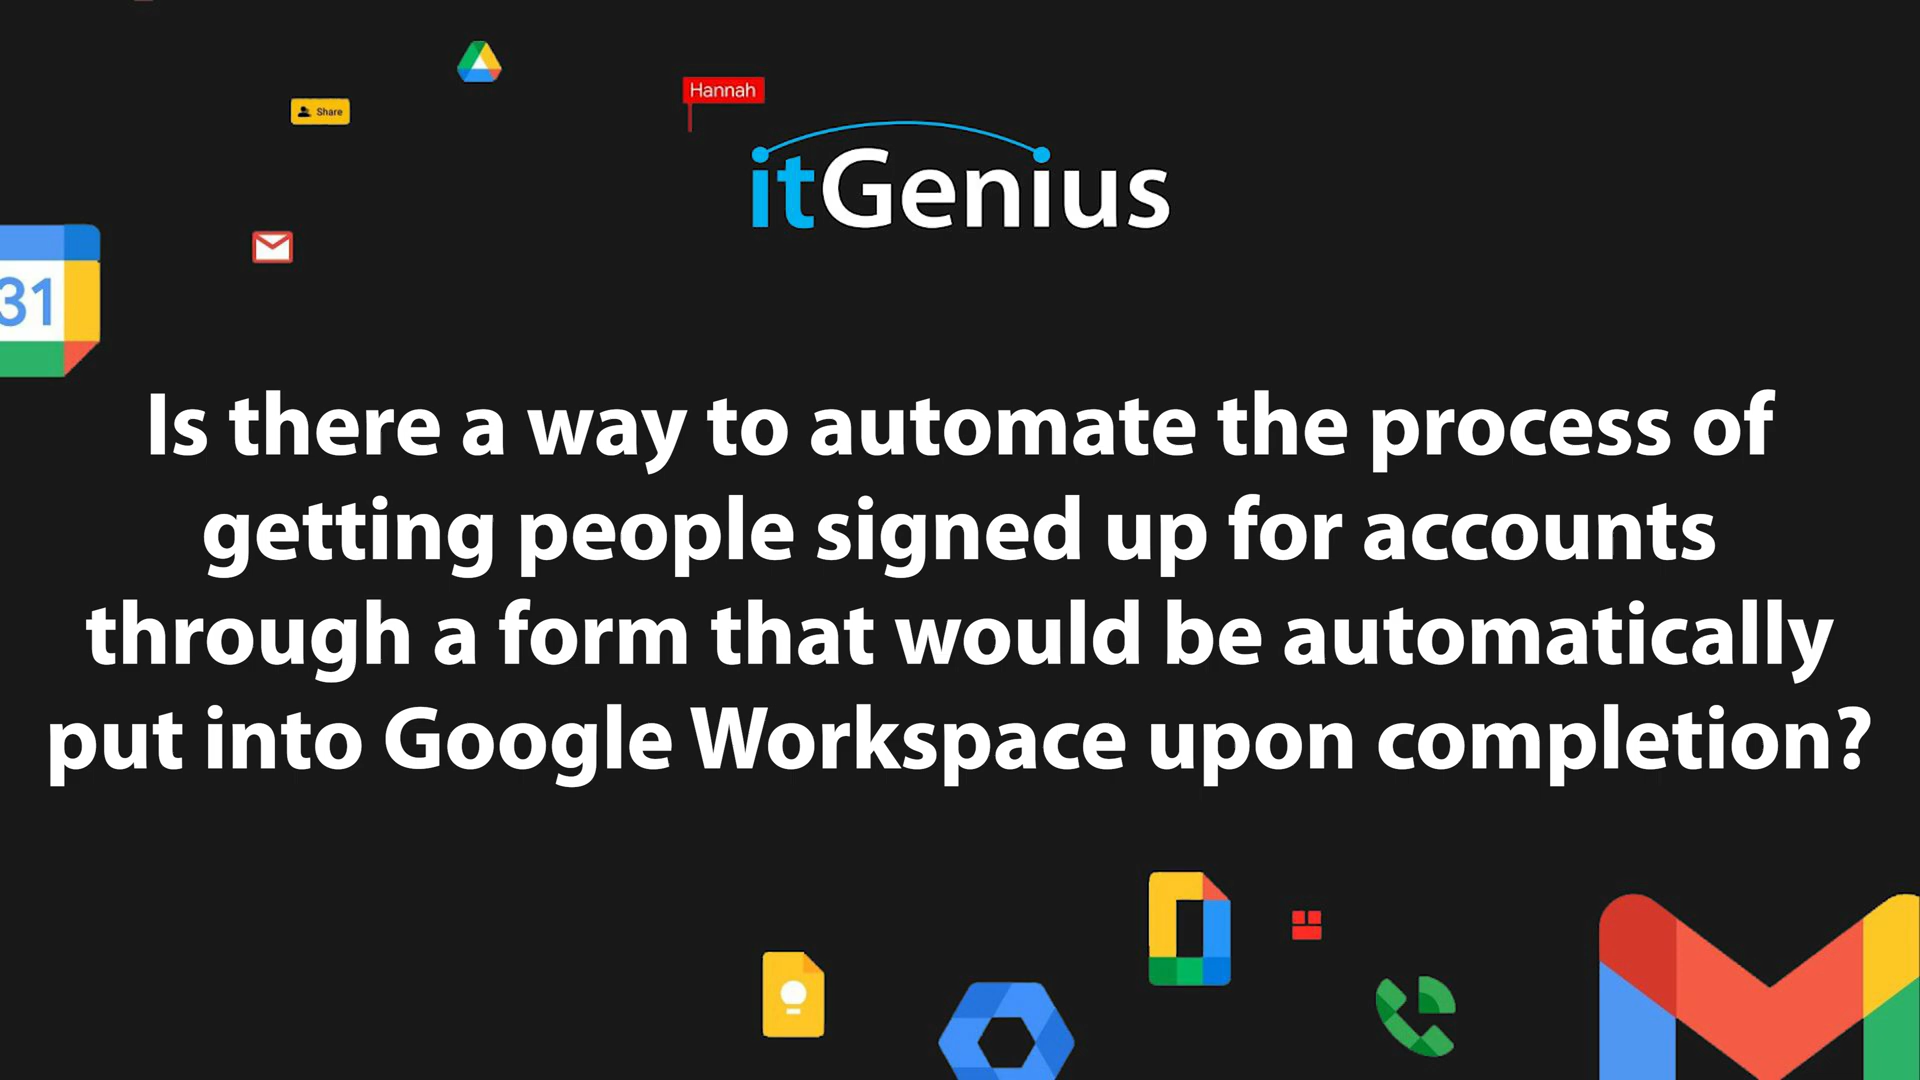 Hannah
Share
itGenius
31
Is there a way to automate the process of
getting people signed up for accounts
through a form that would be automatically
put into Google Workspace upon completion?